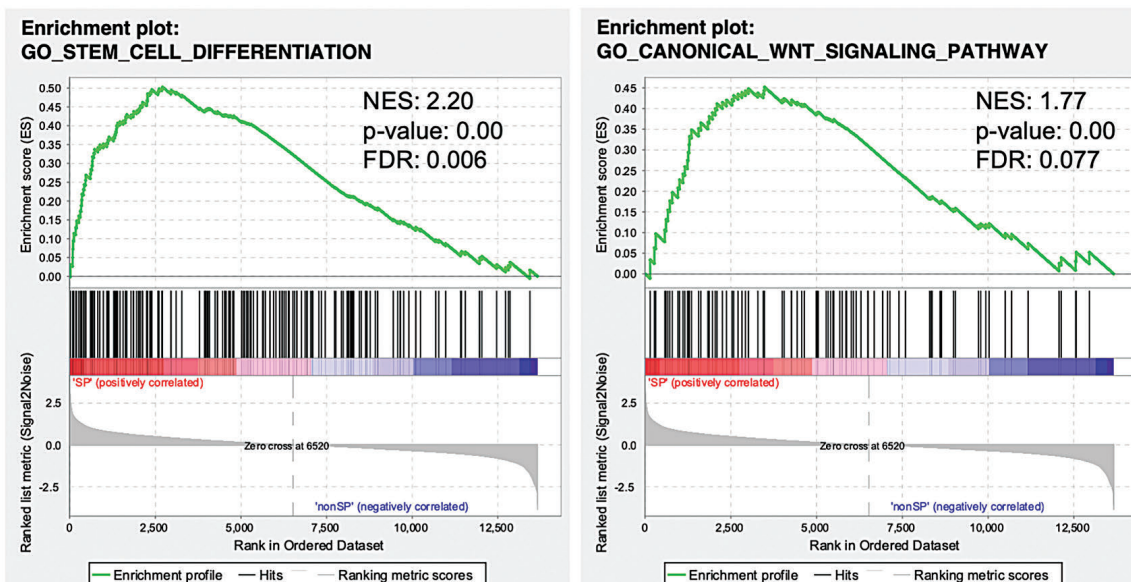 Enrichment plot:
GO_STEM_CELL_DIFFERENTIATION
NES: 2.20
p-value: 0.00
FDR: 0.006
Enrichment score (ES)
0.50
0.45
0.40
0.35
0.30
0.25
0.20
0.15
0.10
0.05
0.00
'SP' (positively correlated)
Ranked list metric (Signal2Noise)
2.5
0.0
-2.5
Zero cross at 6520
'nonSP' (negatively correlated)
0 2,500 5,000 7,500 10,000 12,500
Rank in Ordered Dataset
Enrichment profile Hits Ranking metric scores
Enrichment plot:
GO_CANONICAL_WNT_SIGNALING_PATHWAY
NES: 1.77
p-value: 0.00
FDR: 0.077
Enrichment score (ES)
0.45
0.40
0.35
0.30
0.25
0.20
0.15
0.10
0.05
0.00
'SP' (positively correlated)
Ranked list metric (Signal2Noise)
2.5
0.0
-2.5
Zero cross at 6520
'nonSP' (negatively correlated)
0 2,500 5,000 7,500 10,000 12,500
Rank in Ordered Dataset
Enrichment profile Hits Ranking metric scores